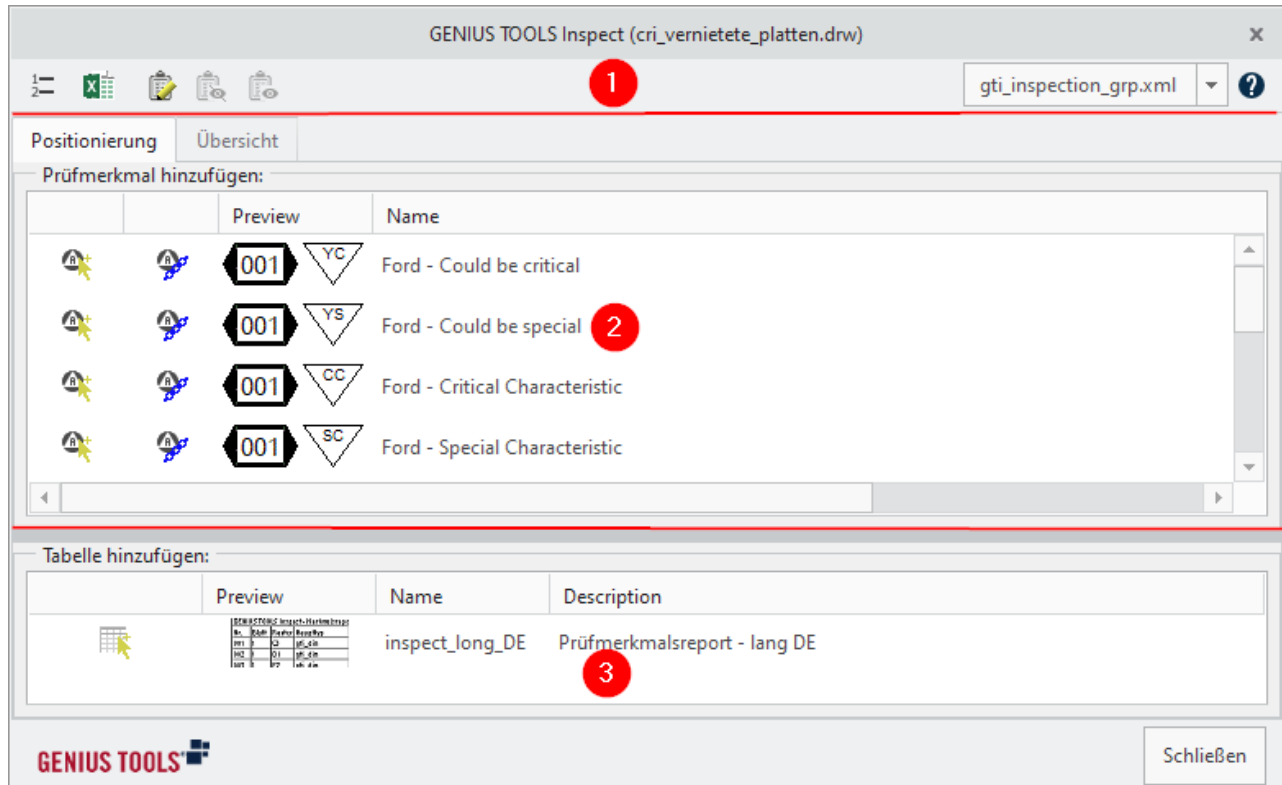 GENIUS TOOLS Inspect (cri_vernietete_platten.drw)
1
gti_inspection_grp.xml
Positionierung Übersicht
Prüfmerkmal hinzufügen:
Preview Name
001 YC Ford - Could be critical
001 YS Ford - Could be special 2
001 CC Ford - Critical Characteristic
001 SC Ford - Special Characteristic
Tabelle hinzufügen:
Preview Name Description
inspect_long_DE Prüfmerkmalsreport - lang DE
3
GENIUS TOOLS
Schließen